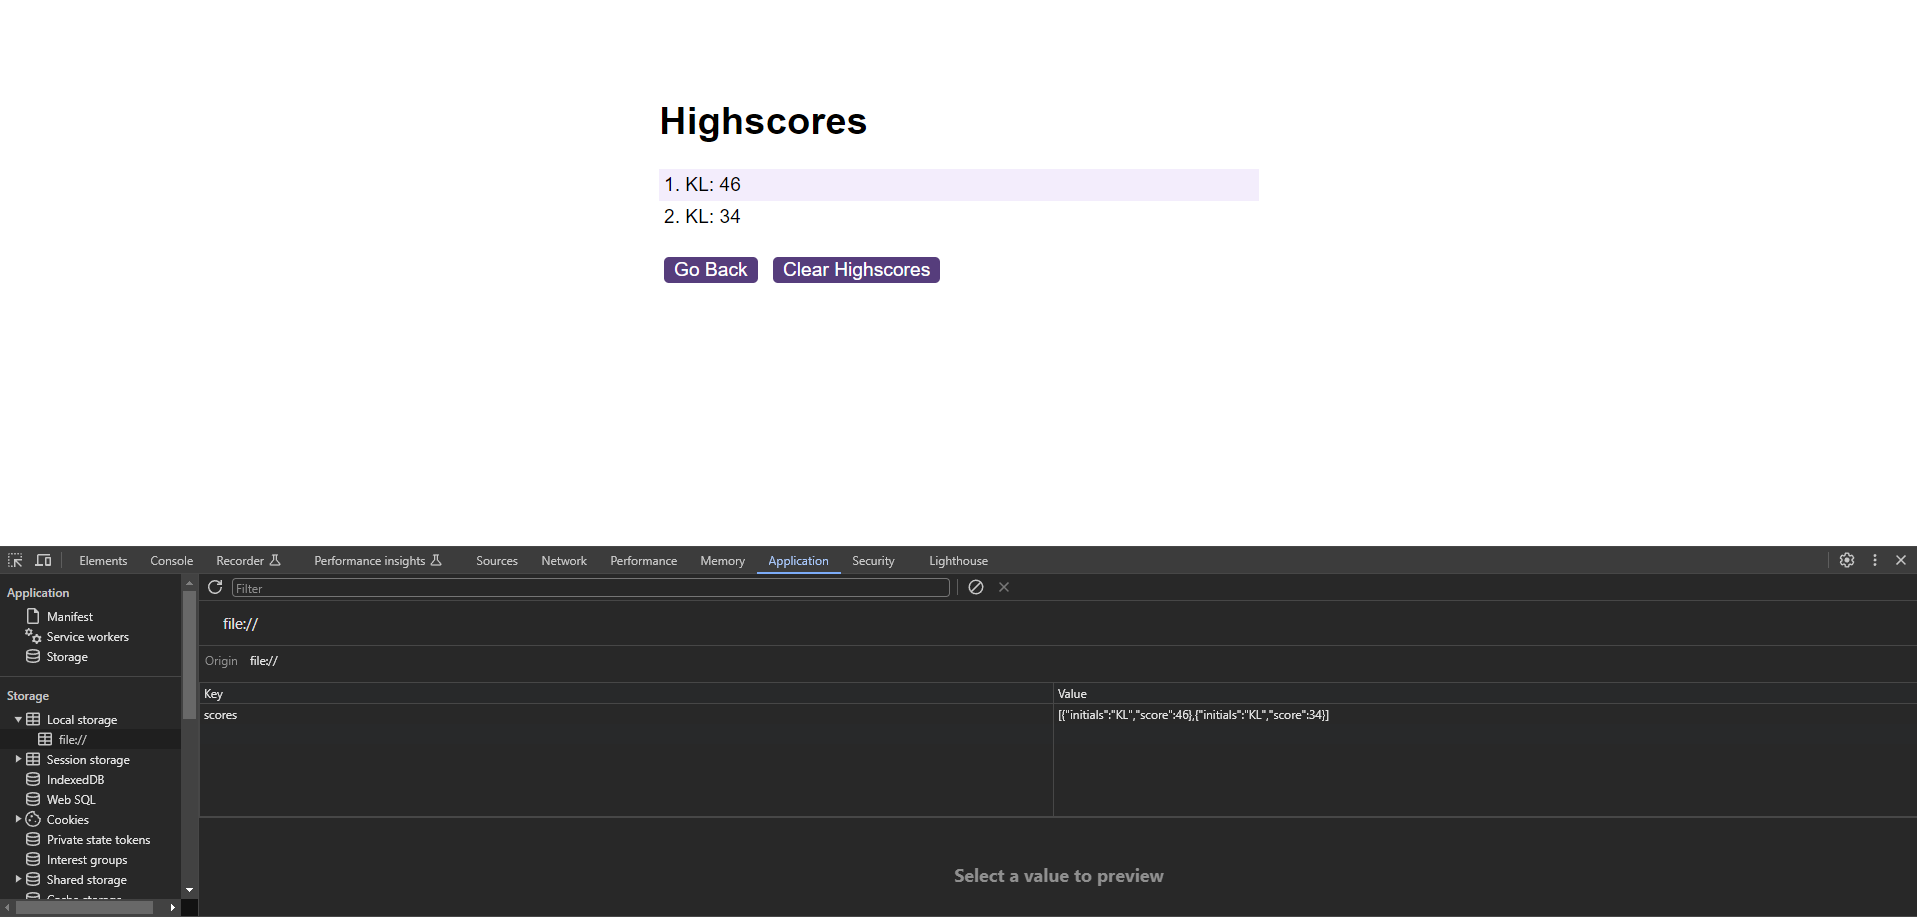 Highscores
1. KL: 46
2. KL: 34
Go Back Clear Highscores
Elements Console Recorder Performance insights Sources Network Performance Memory Application Security Lighthouse
Application
Manifest
Service workers
Storage
Storage
Local storage
file://
Session storage
IndexedDB
Web SQL
Cookies
Private state tokens
Interest groups
Shared storage
Cache storage
Filter
file://
Origin file://
Key Value
scores [{"initials":"KL","score":46},{"initials":"KL","score":34}]
Select a value to preview